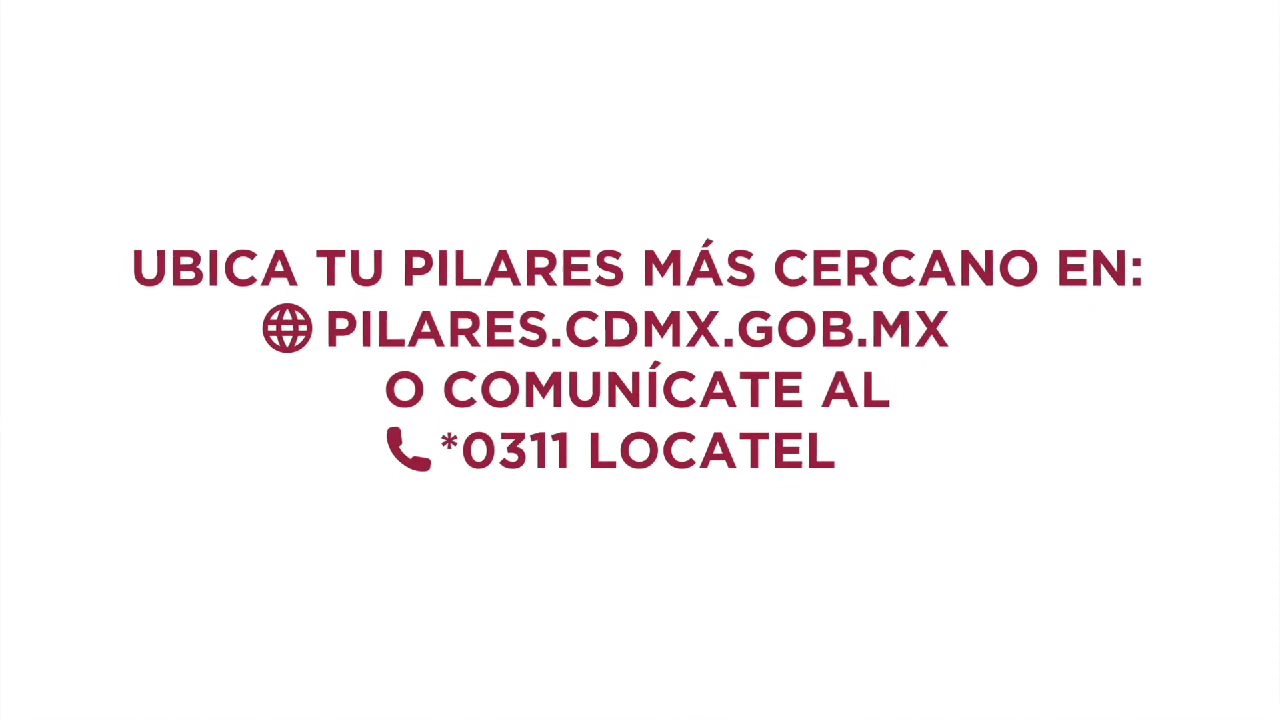 UBICA TU PILARES MÁS CERCANO EN:
PILARES.CDMX.GOB.MX
O COMUNÍCATE AL
*0311 LOCATEL